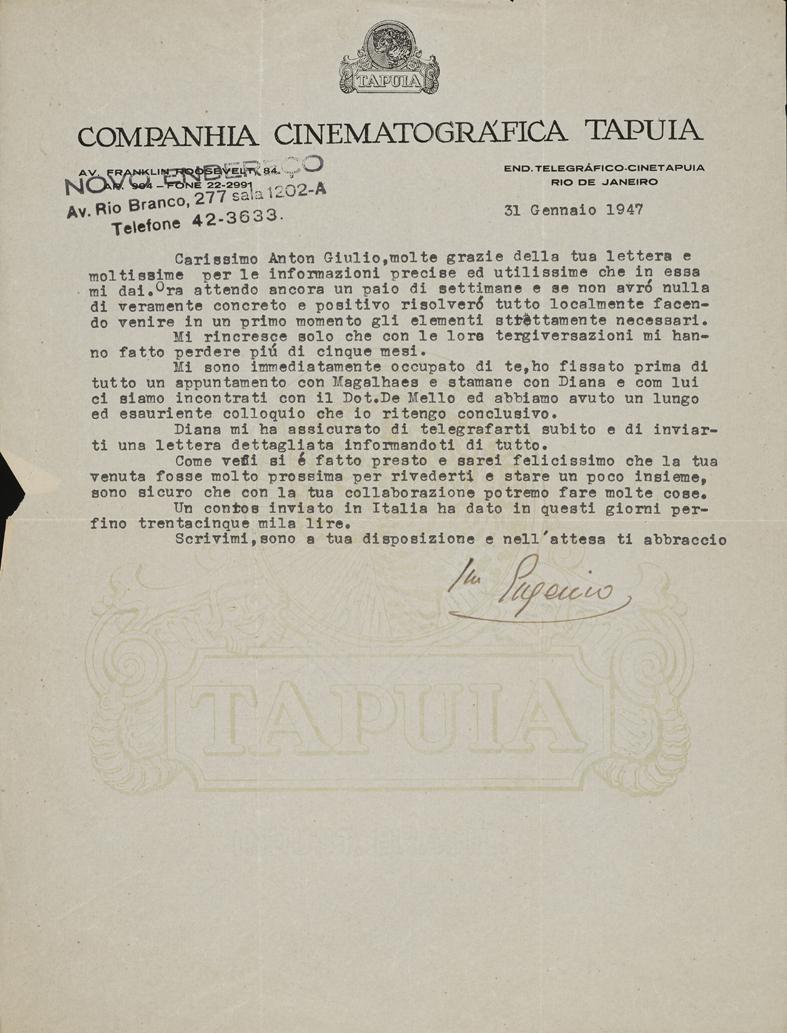 TAPUIA
COMPANHIA CINEMATOGRÁFICA TAPUIA
AV. FRANKLIN ROOSEVELT, 84.
NOVO ENDEREÇO
AN. 904 - FONE 22-2991
Av. Rio Branco, 277 sala 1202-A
Telefone 42-3633.
END. TELEGRÁFICO-CINETAPUIA
RIO DE JANEIRO
31 Gennaio 1947
Carissimo Anton Giulio,molte grazie della tua lettera e
moltissime per le informazioni precise ed utilissime che in essa
mi dai.Ora attendo ancora un paio di settimane e se non avró nulla
di veramente concreto e positivo risolveró tutto localmente facen-
do venire in un primo momento gli elementi strèttamente necessari.
Mi rincresce solo che con le lora tergiversazioni mi han-
no fatto perdere piú di cinque mesi.
Mi sono immediatamente occupato di te,ho fissato prima di
tutto un appuntamento con Magalhaes e stamane con Diana e com lui
ci siamo incontrati con il Dot.De Mello ed abbiamo avuto un lungo
ed esauriente colloquio che io ritengo conclusivo.
Diana mi ha assicurato di telegrafarti subito e di inviar-
ti una lettera dettagliata informandoti di tutto.
Come vedi si é fatto presto e sarei felicissimo che la tua
venuta fosse molto prossima per rivederti e stare un poco insieme,
sono sicuro che con la tua collaborazione potremo fare molte cose.
Un contos inviato in Italia ha dato in questi giorni per-
fino trentacinque mila lire.
Scrivimi,sono a tua disposizione e nell'attesa ti abbraccio
Eugenio
TAPUIA